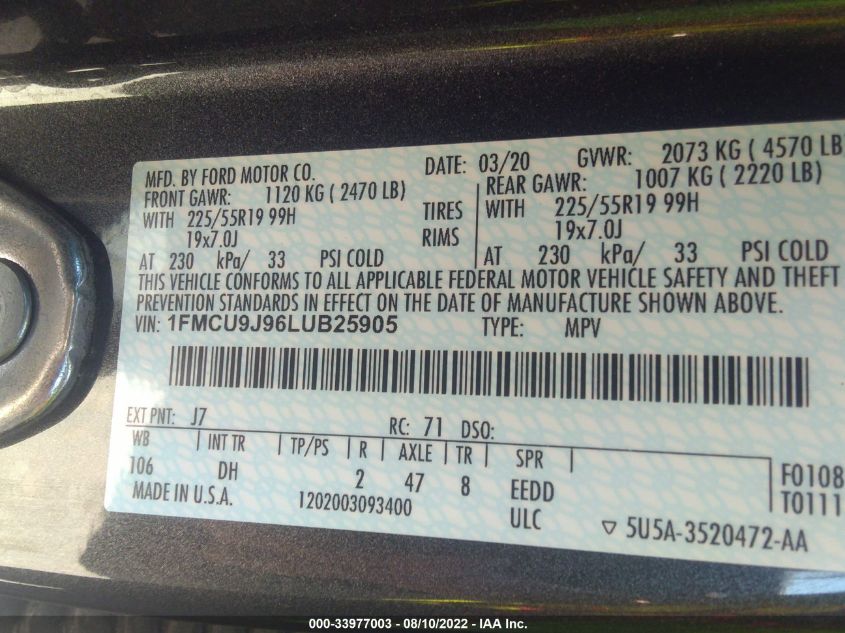 MFD. BY FORD MOTOR CO. DATE: 03/20 GVWR: 2073 KG ( 4570 LB
FRONT GAWR: 1120 KG ( 2470 LB) REAR GAWR: 1007 KG ( 2220 LB)
WITH 225/55R19 99H TIRES WITH 225/55R19 99H
19x7.0J RIMS 19x7.0J
AT 230 kPa/ 33 PSI COLD AT 230 kPa/ 33 PSI COLD
THIS VEHICLE CONFORMS TO ALL APPLICABLE FEDERAL MOTOR VEHICLE SAFETY AND THEFT
PREVENTION STANDARDS IN EFFECT ON THE DATE OF MANUFACTURE SHOWN ABOVE.
VIN: 1FMCU9J96LUB25905 TYPE: MPV
EXT PNT: J7 RC: 71 DSO:
WB INT TR TP/PS R AXLE TR SPR
106 DH 2 47 8 EEDD F0108
MADE IN U.S.A. 1202003093400 ULC T0111
5U5A-3520472-AA
000-33977003 - 08/10/2022 - IAA Inc.